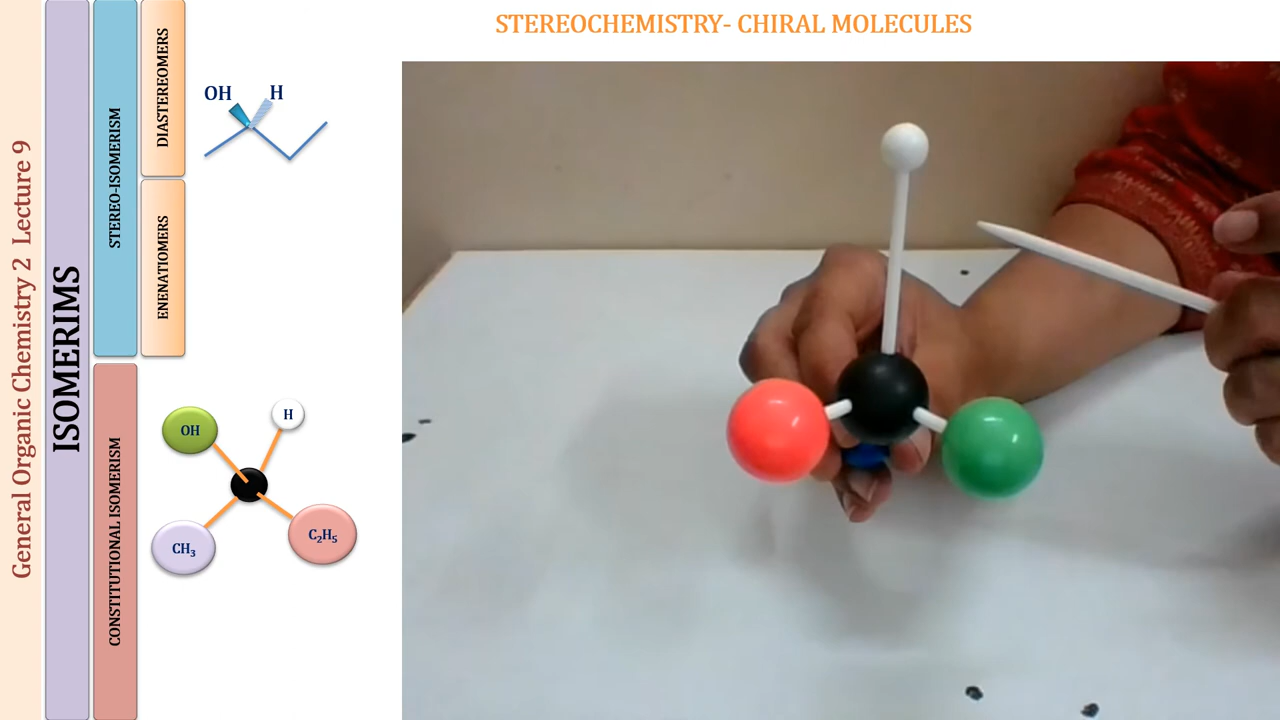 STEREOCHEMISTRY- CHIRAL MOLECULES
General Organic Chemistry 2 Lecture 9
ISOMERIMS
STEREO-ISOMERISM
DIASTEREOMERS
ENENATIOMERS
CONSTITUTIONAL ISOMERISM
OH H
OH
H
CH₃
C₂H₅